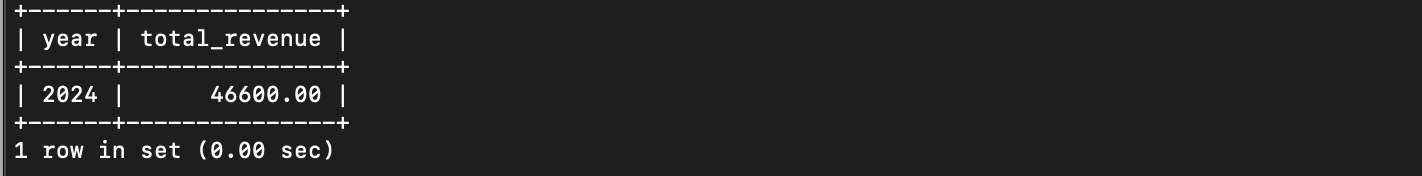 +------+---------------+
| year | total_revenue |
+------+---------------+
| 2024 |      46600.00 |
+------+---------------+
1 row in set (0.00 sec)